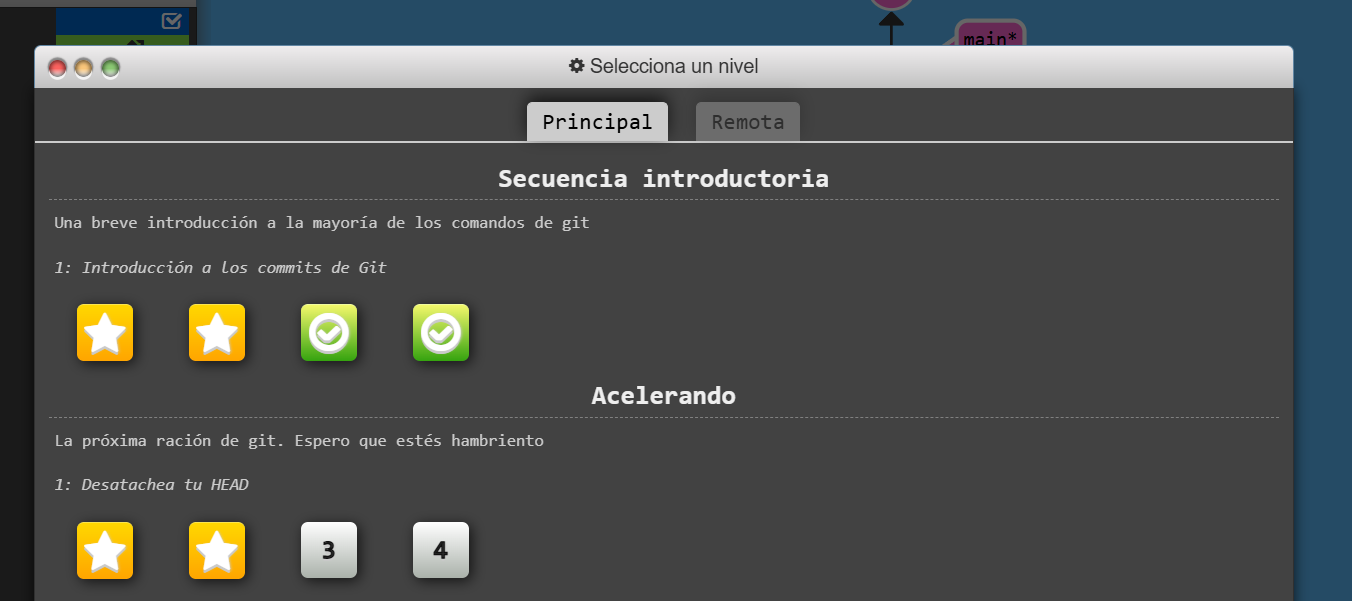 main*
Selecciona un nivel
Principal Remota
Secuencia introductoria
Una breve introducción a la mayoría de los comandos de git
1: Introducción a los commits de Git
Acelerando
La próxima ración de git. Espero que estés hambriento
1: Desatachea tu HEAD
3 4